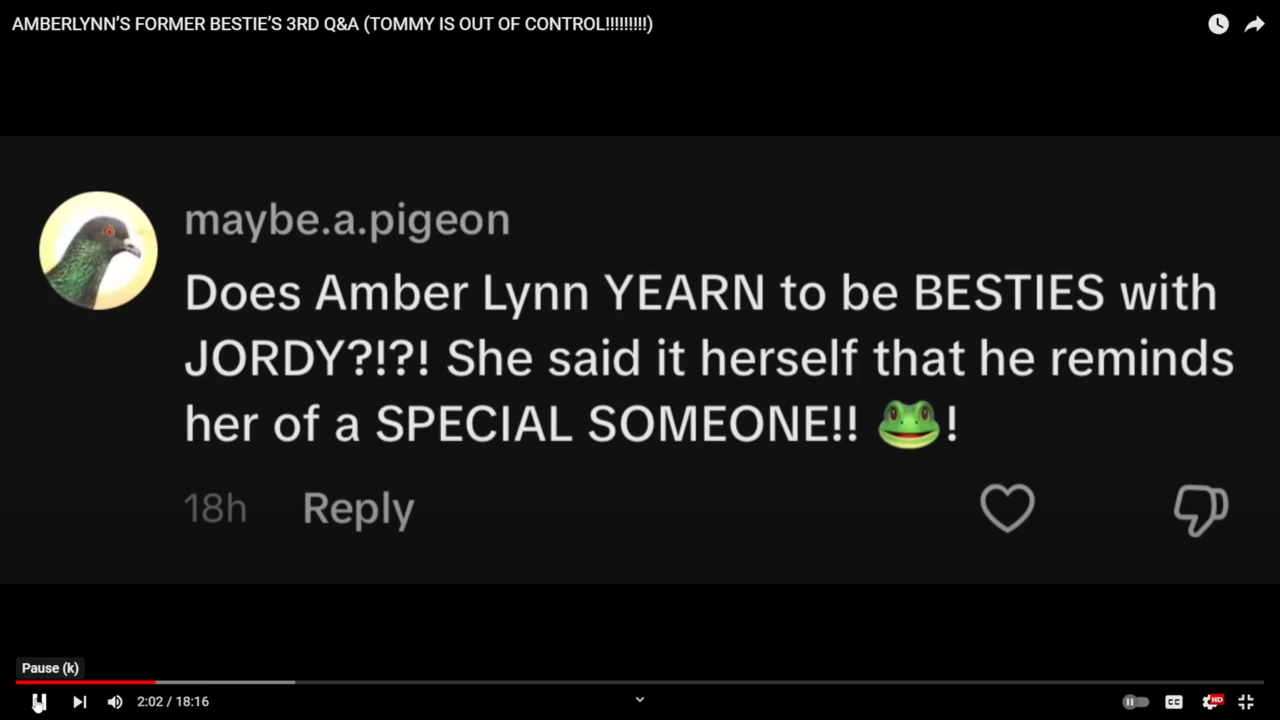 AMBERLYNN’S FORMER BESTIE’S 3RD Q&A (TOMMY IS OUT OF CONTROL!!!!!!!!!)
maybe.a.pigeon
Does Amber Lynn YEARN to be BESTIES with
JORDY?!?! She said it herself that he reminds
her of a SPECIAL SOMEONE!! 🐸!
18h Reply
Pause (k)
2:02 / 18:16
CC
HD